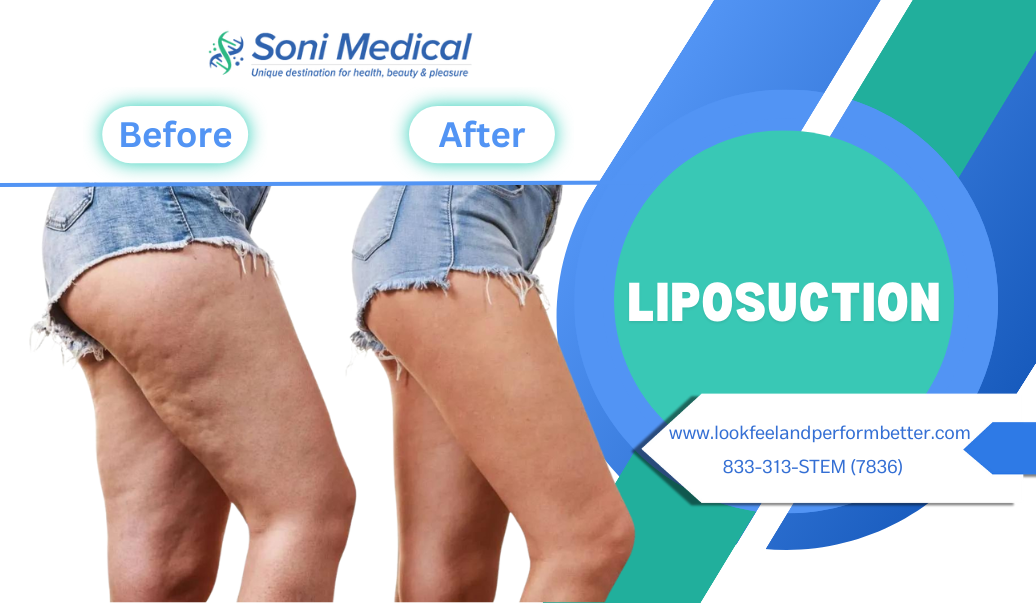 Soni Medical
Unique destination for health, beauty & pleasure
Before
After
LIPOSUCTION
www.lookfeelandperformbetter.com
833-313-STEM (7836)